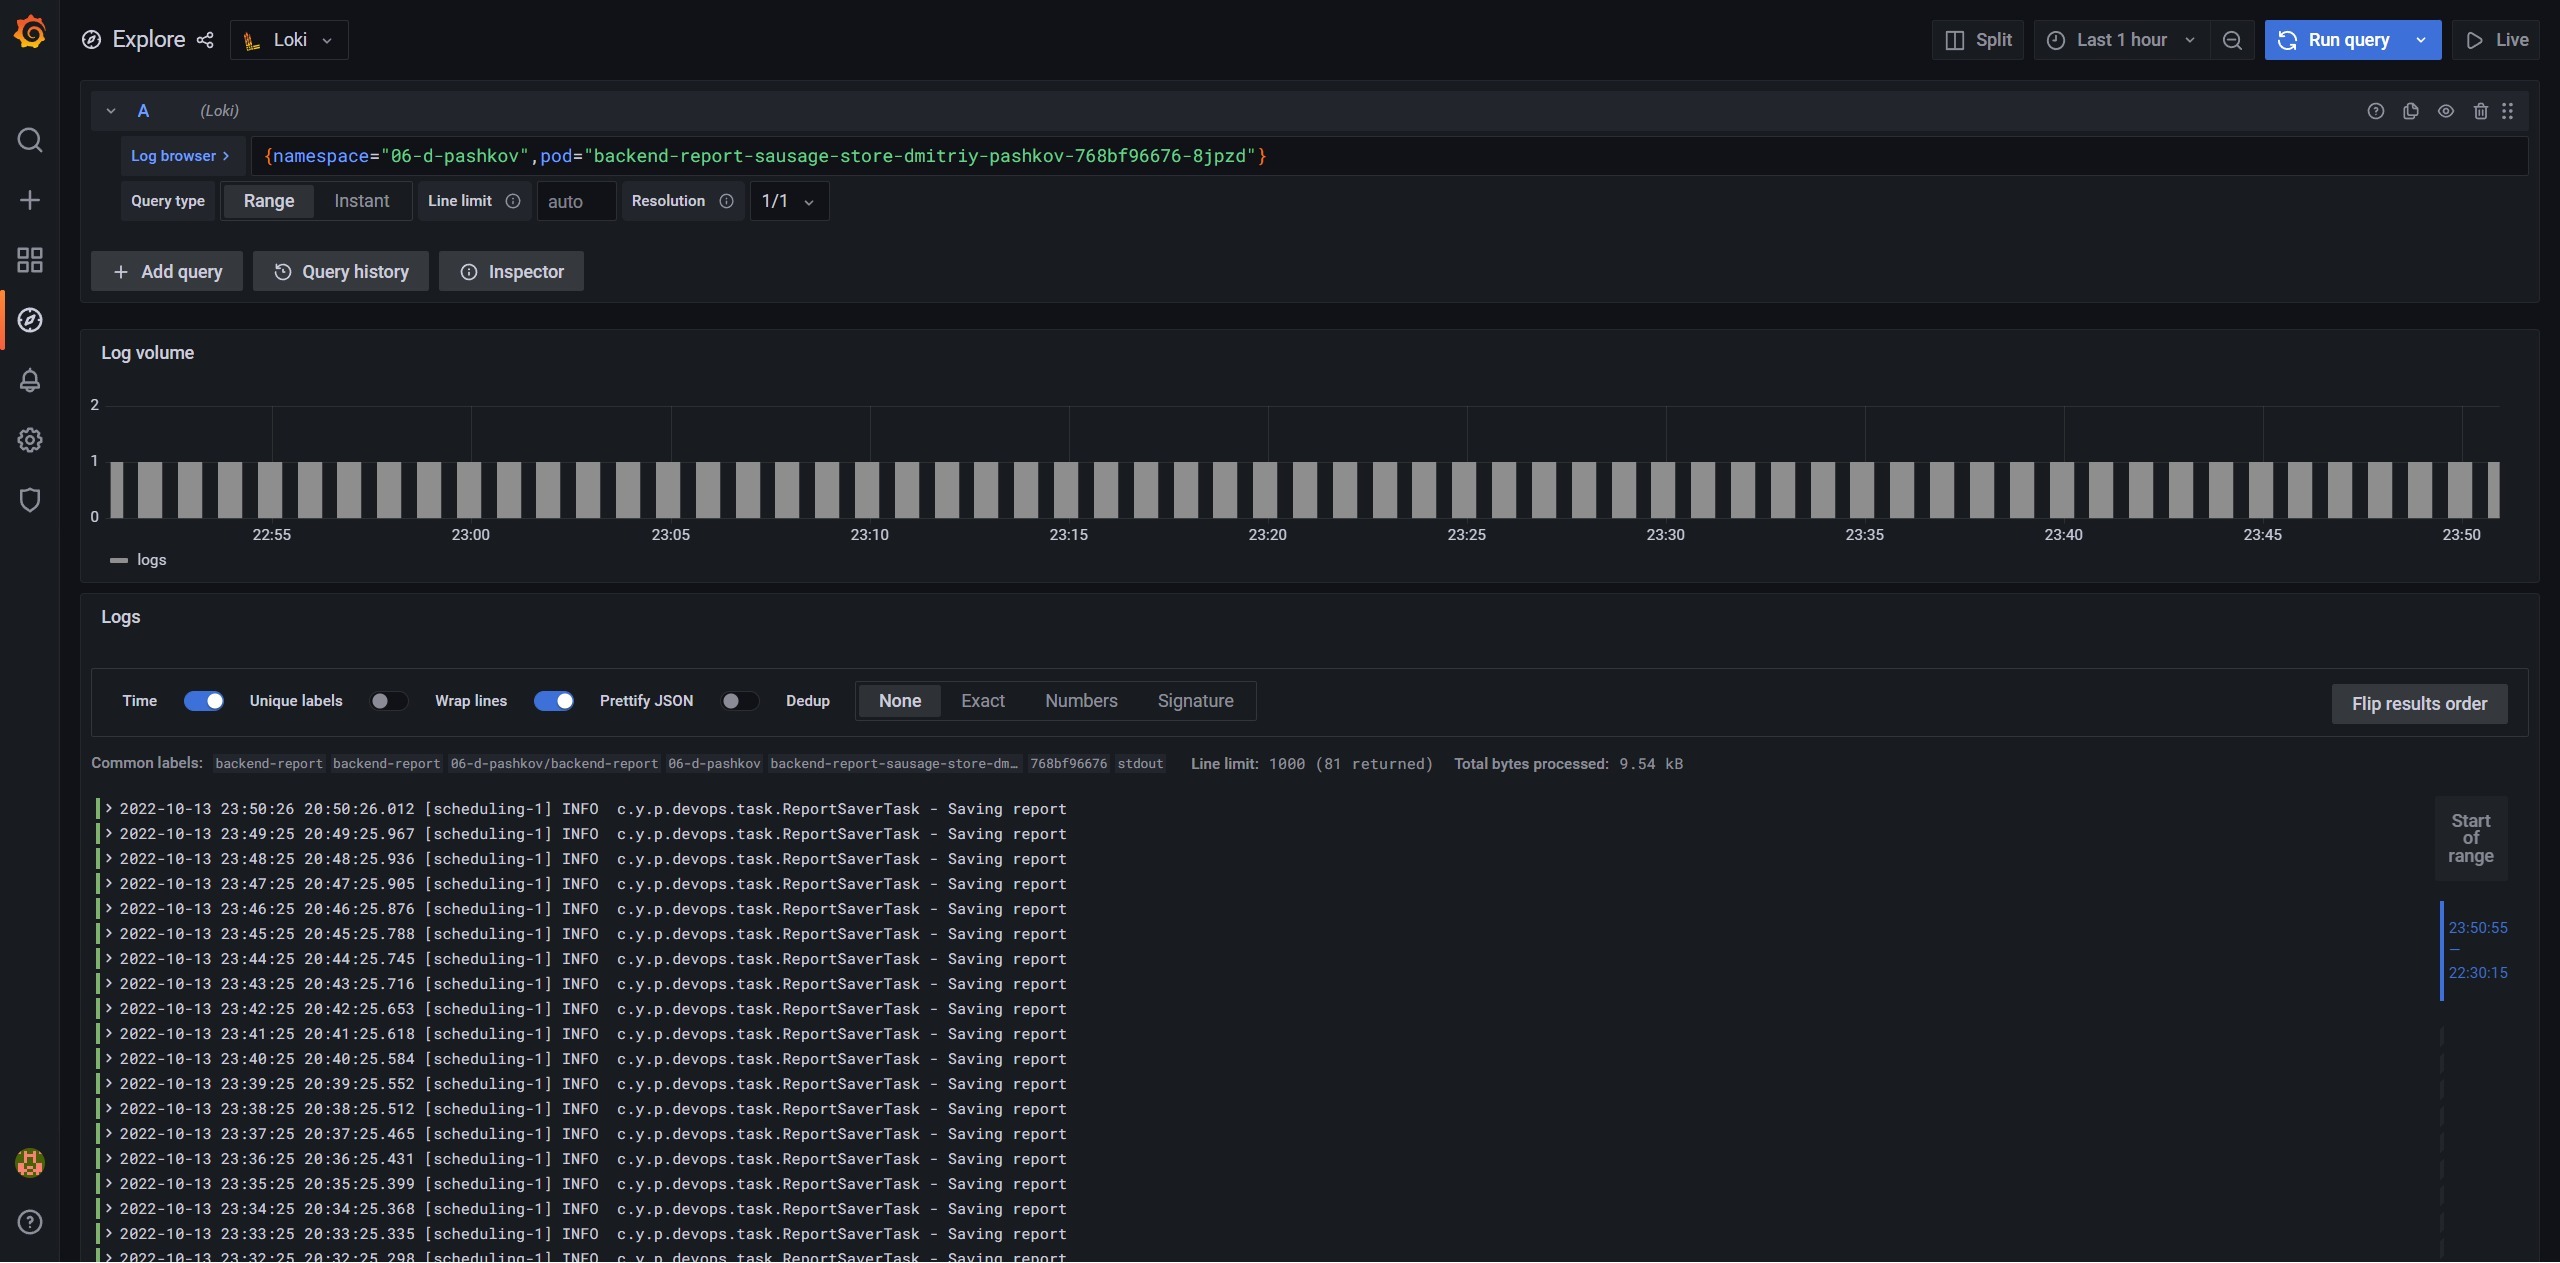 Explore Loki Split Last 1 hour Run query Live
A (Loki)
Log browser > {namespace="06-d-pashkov",pod="backend-report-sausage-store-dmitriy-pashkov-768bf96676-8jpzd"}
Query type Range Instant Line limit auto Resolution 1/1
+ Add query Query history Inspector
Log volume
2
1
0
22:55 23:00 23:05 23:10 23:15 23:20 23:25 23:30 23:35 23:40 23:45 23:50
logs
Logs
Time Unique labels Wrap lines Prettify JSON Dedup None Exact Numbers Signature Flip results order
Common labels: backend-report backend-report 06-d-pashkov/backend-report 06-d-pashkov backend-report-sausage-store-dm… 768bf96676 stdout Line limit: 1000 (81 returned) Total bytes processed: 9.54 kB
> 2022-10-13 23:50:26 20:50:26.012 [scheduling-1] INFO  c.y.p.devops.task.ReportSaverTask - Saving report
> 2022-10-13 23:49:25 20:49:25.967 [scheduling-1] INFO  c.y.p.devops.task.ReportSaverTask - Saving report
> 2022-10-13 23:48:25 20:48:25.936 [scheduling-1] INFO  c.y.p.devops.task.ReportSaverTask - Saving report
> 2022-10-13 23:47:25 20:47:25.905 [scheduling-1] INFO  c.y.p.devops.task.ReportSaverTask - Saving report
> 2022-10-13 23:46:25 20:46:25.876 [scheduling-1] INFO  c.y.p.devops.task.ReportSaverTask - Saving report
> 2022-10-13 23:45:25 20:45:25.788 [scheduling-1] INFO  c.y.p.devops.task.ReportSaverTask - Saving report
> 2022-10-13 23:44:25 20:44:25.745 [scheduling-1] INFO  c.y.p.devops.task.ReportSaverTask - Saving report
> 2022-10-13 23:43:25 20:43:25.716 [scheduling-1] INFO  c.y.p.devops.task.ReportSaverTask - Saving report
> 2022-10-13 23:42:25 20:42:25.653 [scheduling-1] INFO  c.y.p.devops.task.ReportSaverTask - Saving report
> 2022-10-13 23:41:25 20:41:25.618 [scheduling-1] INFO  c.y.p.devops.task.ReportSaverTask - Saving report
> 2022-10-13 23:40:25 20:40:25.584 [scheduling-1] INFO  c.y.p.devops.task.ReportSaverTask - Saving report
> 2022-10-13 23:39:25 20:39:25.552 [scheduling-1] INFO  c.y.p.devops.task.ReportSaverTask - Saving report
> 2022-10-13 23:38:25 20:38:25.512 [scheduling-1] INFO  c.y.p.devops.task.ReportSaverTask - Saving report
> 2022-10-13 23:37:25 20:37:25.465 [scheduling-1] INFO  c.y.p.devops.task.ReportSaverTask - Saving report
> 2022-10-13 23:36:25 20:36:25.431 [scheduling-1] INFO  c.y.p.devops.task.ReportSaverTask - Saving report
> 2022-10-13 23:35:25 20:35:25.399 [scheduling-1] INFO  c.y.p.devops.task.ReportSaverTask - Saving report
> 2022-10-13 23:34:25 20:34:25.368 [scheduling-1] INFO  c.y.p.devops.task.ReportSaverTask - Saving report
> 2022-10-13 23:33:25 20:33:25.335 [scheduling-1] INFO  c.y.p.devops.task.ReportSaverTask - Saving report
> 2022-10-13 23:32:25 20:32:25.298 [scheduling-1] INFO  c.y.p.devops.task.ReportSaverTask - Saving report
Start
of
range
23:50:55
—
22:30:15